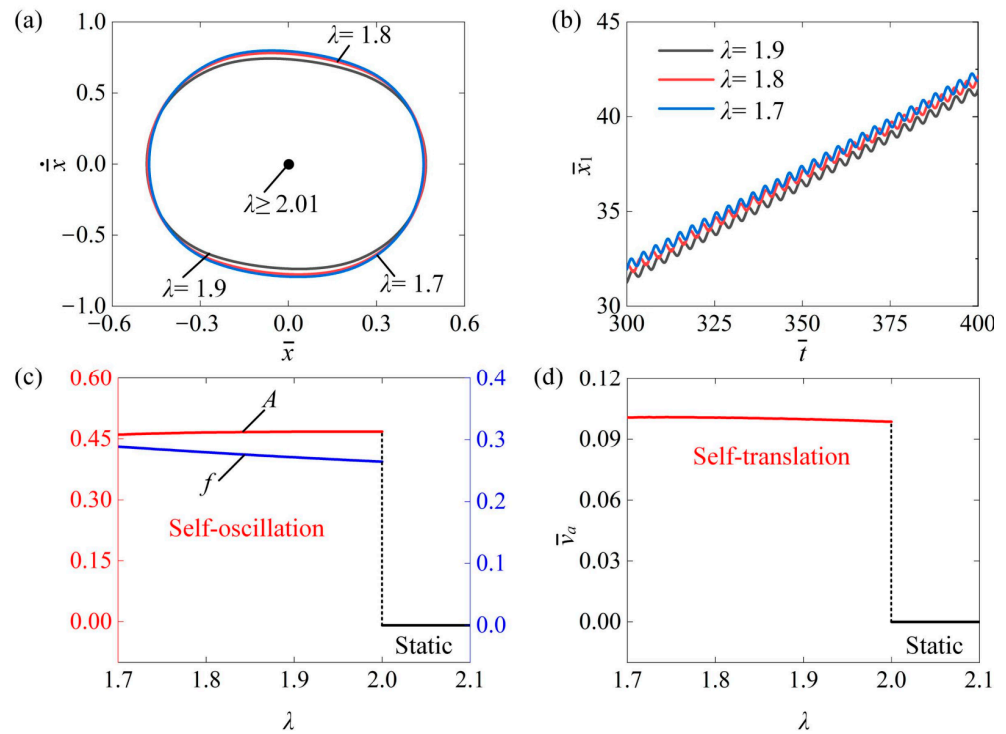 (a)
1.0
0.5
0.0
−0.5
−1.0
ẋ̅
λ= 1.8
λ≥ 2.01
λ= 1.9
λ= 1.7
−0.6 −0.3 0.0 0.3 0.6
x̅
(b)
45
40
35
30
x̅₁
λ= 1.9
λ= 1.8
λ= 1.7
300 325 350 375 400
t̅
(c)
0.60
0.45
0.30
0.15
0.00
A
f
Self-oscillation
Static
0.4
0.3
0.2
0.1
0.0
1.7 1.8 1.9 2.0 2.1
λ
(d)
0.12
0.09
0.06
0.03
0.00
v̅ₐ
Self-translation
Static
1.7 1.8 1.9 2.0 2.1
λ